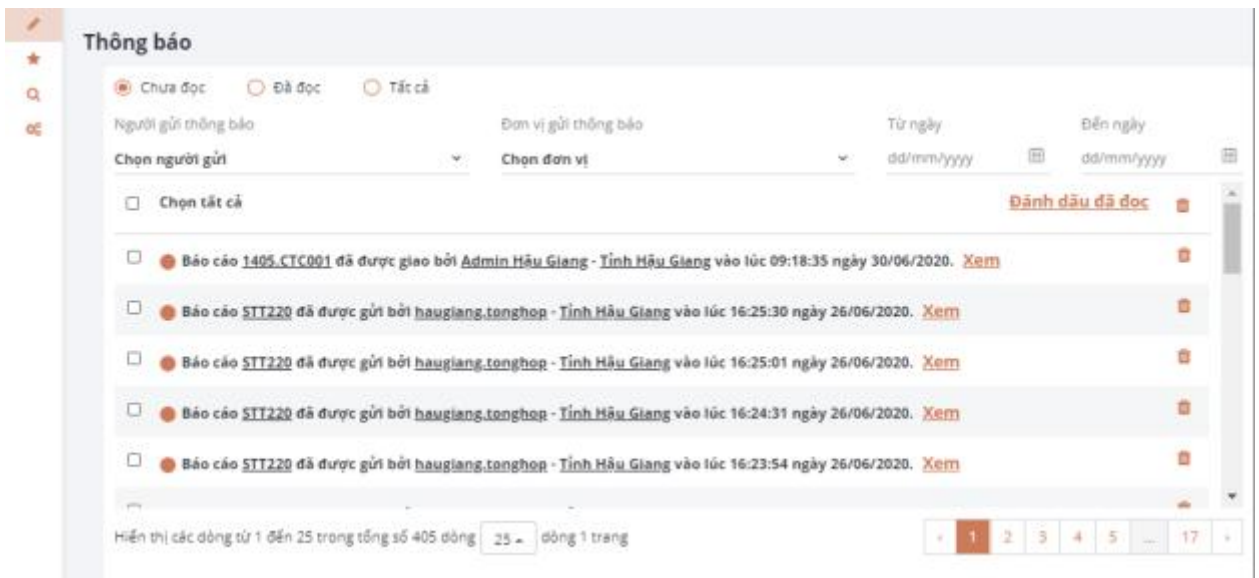 Thông báo
Chưa đọc Đã đọc Tất cả
Người gửi thông báo Đơn vị gửi thông báo Từ ngày Đến ngày
Chọn người gửi Chọn đơn vị dd/mm/yyyy dd/mm/yyyy
Chọn tất cả Đánh dấu đã đọc
Báo cáo 1405.CTC001 đã được giao bởi Admin Hậu Giang - Tỉnh Hậu Giang vào lúc 09:18:35 ngày 30/06/2020. Xem
Báo cáo STT220 đã được gửi bởi haugiang.tonghop - Tỉnh Hậu Giang vào lúc 16:25:30 ngày 26/06/2020. Xem
Báo cáo STT220 đã được gửi bởi haugiang.tonghop - Tỉnh Hậu Giang vào lúc 16:25:01 ngày 26/06/2020. Xem
Báo cáo STT220 đã được gửi bởi haugiang.tonghop - Tỉnh Hậu Giang vào lúc 16:24:31 ngày 26/06/2020. Xem
Báo cáo STT220 đã được gửi bởi haugiang.tonghop - Tỉnh Hậu Giang vào lúc 16:23:54 ngày 26/06/2020. Xem
Hiển thị các dòng từ 1 đến 25 trong tổng số 405 dòng 25 dòng 1 trang ‹ 1 2 3 4 5 ... 17 ›